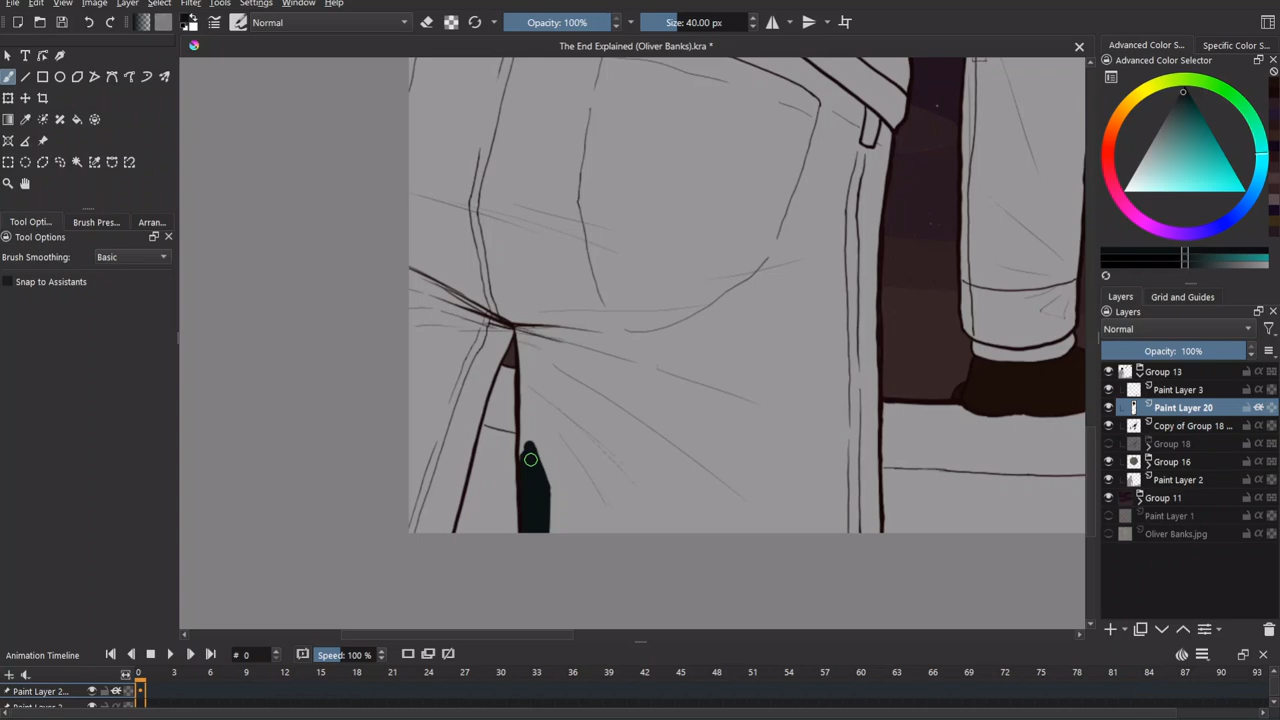 File Edit View Image Layer Select Filter Tools Settings Window Help
Normal
Opacity: 100%
Size: 40.00 px
The End Explained (Oliver Banks).kra *
Advanced Color S...
Specific Color S...
Advanced Color Selector
Tool Opti...
Brush Pres...
Arran...
Tool Options
Brush Smoothing:
Basic
Snap to Assistants
Layers
Grid and Guides
Layers
Normal
Opacity: 100%
Group 13
Paint Layer 3
Paint Layer 20
Copy of Group 18 ...
Group 18
Group 16
Paint Layer 2
Group 11
Paint Layer 1
Oliver Banks.jpg
Animation Timeline
# 0
Speed: 100 %
0 3 6 9 12 15 18 21 24 27 30 33 36 39 42 45 48 51 54 57 60 63 66 69 72 75 78 81 84 87 90 93
Paint Layer 2...